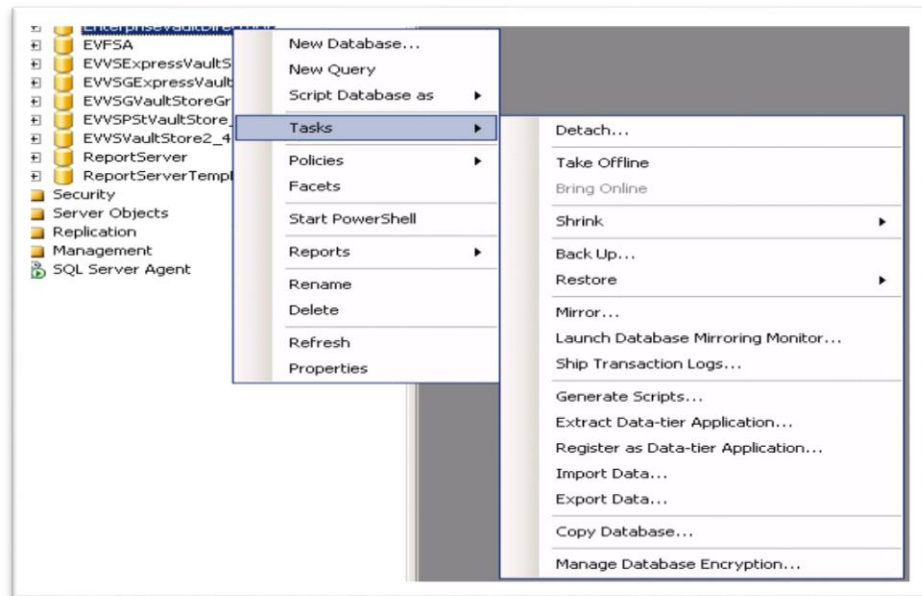 EnterpriseVaultDirectory
EVFSA
EVVSExpressVaultS
EVVSGExpressVault
EVVSGVaultStoreGr
EVVSPStVaultStore_
EVVSVaultStore2_4
ReportServer
ReportServerTemp
Security
Server Objects
Replication
Management
SQL Server Agent
New Database...
New Query
Script Database as
Tasks
Policies
Facets
Start PowerShell
Reports
Rename
Delete
Refresh
Properties
Detach...
Take Offline
Bring Online
Shrink
Back Up...
Restore
Mirror...
Launch Database Mirroring Monitor...
Ship Transaction Logs...
Generate Scripts...
Extract Data-tier Application...
Register as Data-tier Application...
Import Data...
Export Data...
Copy Database...
Manage Database Encryption...